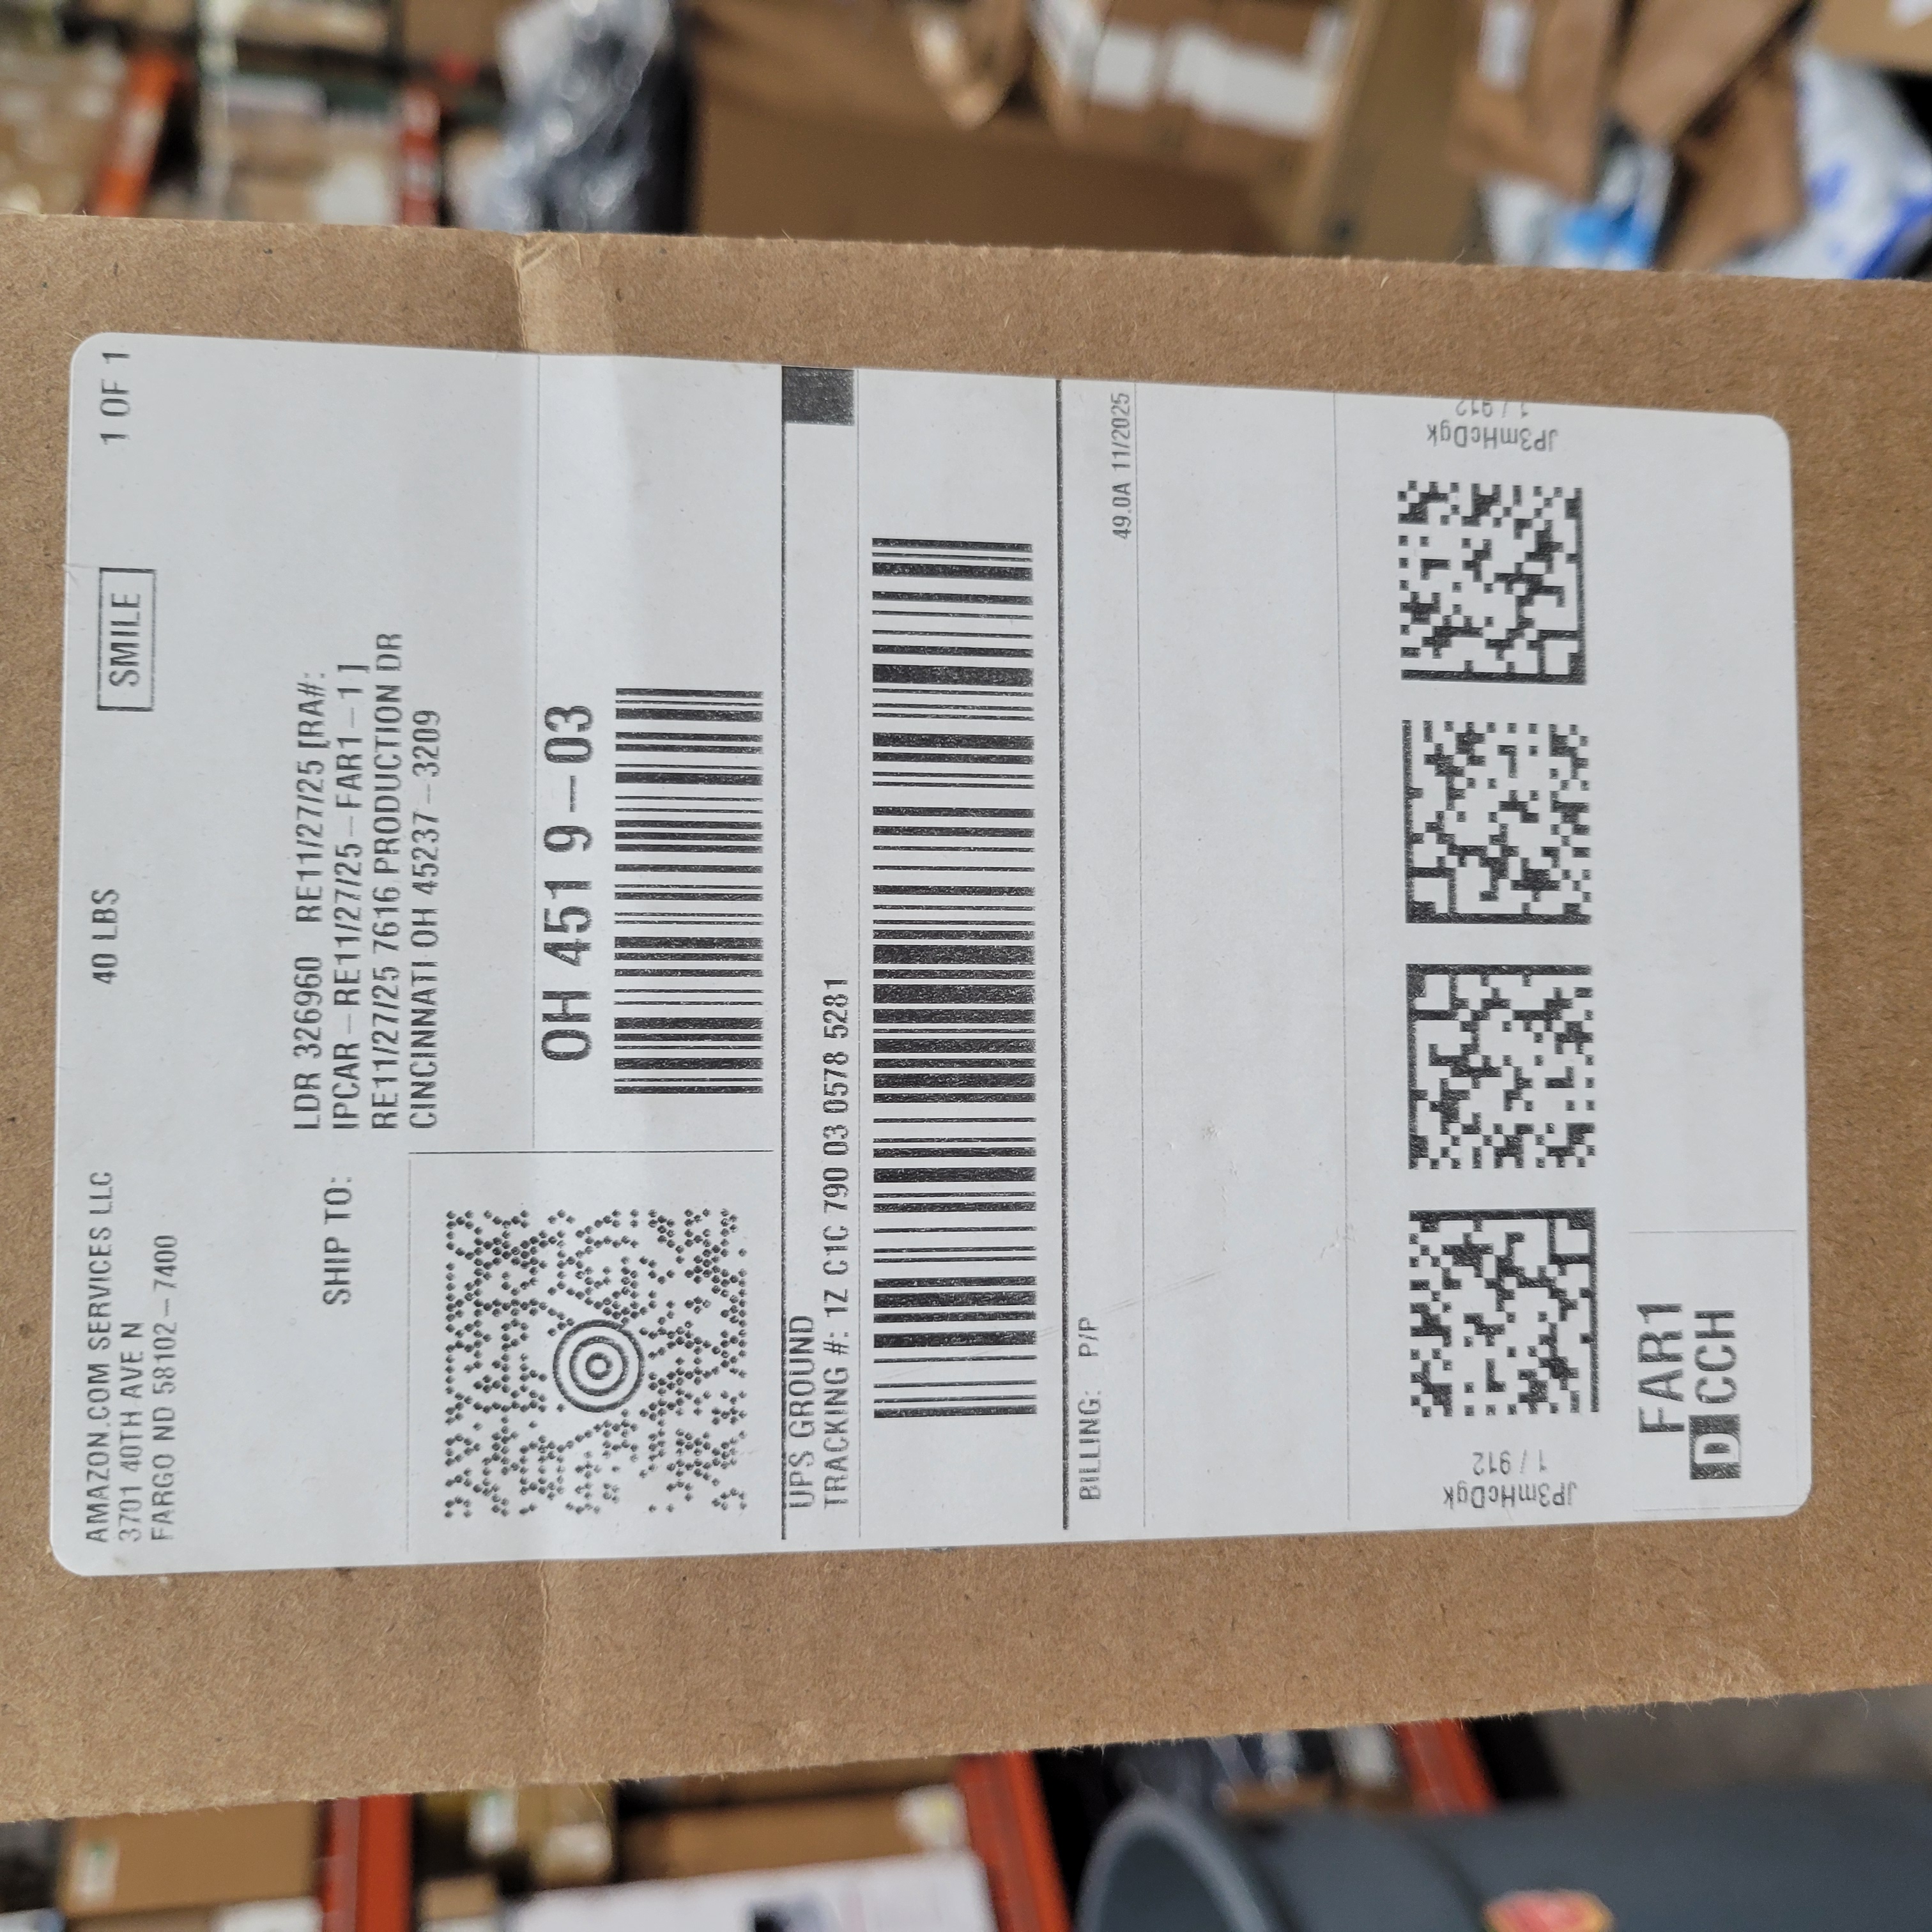 AMAZON.COM SERVICES LLC
3701 40TH AVE N
FARGO ND 58102-7400
40 LBS
SMILE
1 OF 1
SHIP TO:
LDR 326960 RE11/27/25 [RA#:
IPCAR-RE11/27/25-FAR1-1]
RE11/27/25 7616 PRODUCTION DR
CINCINNATI OH 45237-3209
OH 451 9-03
UPS GROUND
TRACKING #: 1Z C1C 790 03 0578 5281
BILLING: P/P
49.0A 11/2025
JP3mHcDgk
1 / 912
JP3mHcDgk
1 / 912
FAR1
D CCH